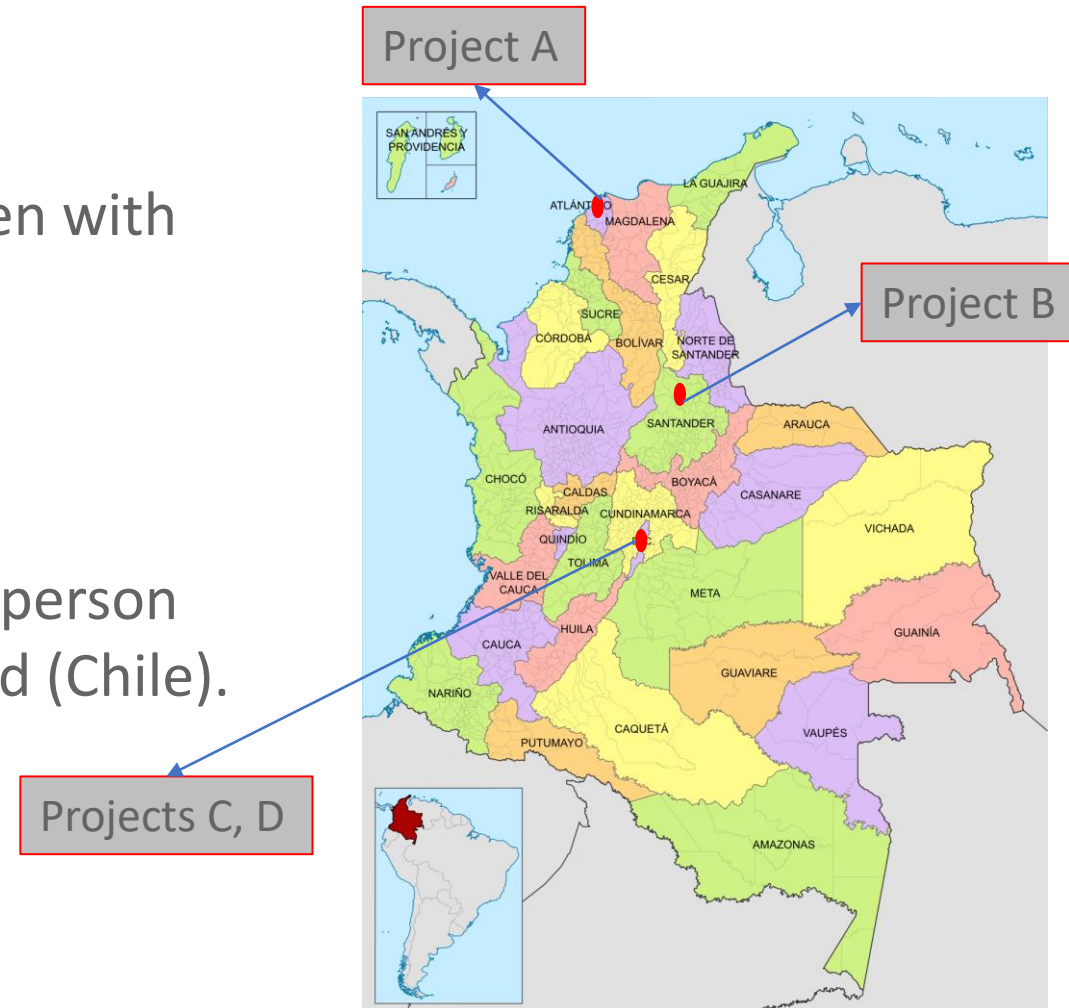 Project A
SAN ANDRÉS Y
PROVIDENCIA
LA GUAJIRA
en with
MAGDALENA
CESAR
Project B
SUCRE
CÓRDOBA
BOLÍVAR
NORTE DE
SANTANDER
ANTIOQUIA
SANTANDER
ARAUCA
CHOCÓ
BOYACÁ
CALDAS
CASANARE
RISARALDA
CUNDINAMARCA
VICHADA
QUINDÍO
TOLIMA
VALLE DEL
CAUCA
META
person
HUILA
GUAINÍA
CAUCA
d (Chile).
GUAVIARE
NARIÑO
CAQUETÁ
VAUPÉS
PUTUMAYO
Projects C, D
AMAZONAS